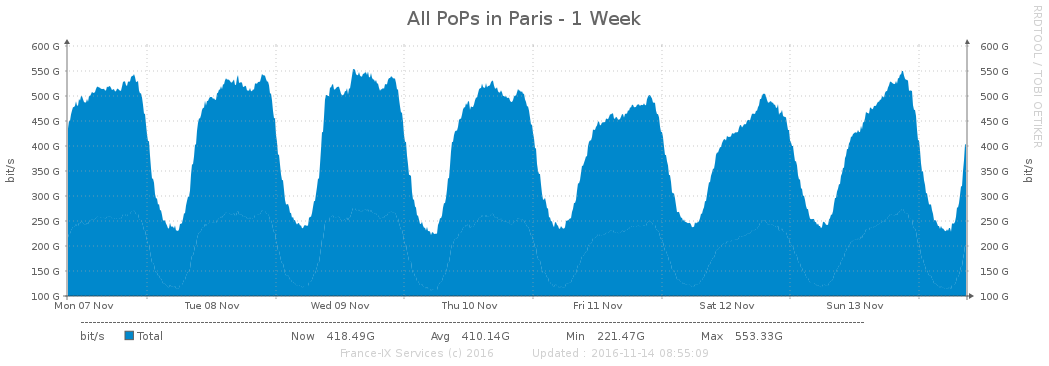 All PoPs in Paris - 1 Week
RRDTOOL / TOBI OETIKER
600 G 600 G
550 G 550 G
500 G 500 G
450 G 450 G
400 G 400 G
350 G 350 G
300 G 300 G
250 G 250 G
200 G 200 G
150 G 150 G
100 G 100 G
bit/s
bit/s
Mon 07 Nov Tue 08 Nov Wed 09 Nov Thu 10 Nov Fri 11 Nov Sat 12 Nov Sun 13 Nov
bit/s Total Now 418.49G Avg 410.14G Min 221.47G Max 553.33G
France-IX Services (c) 2016 Updated : 2016-11-14 08:55:09